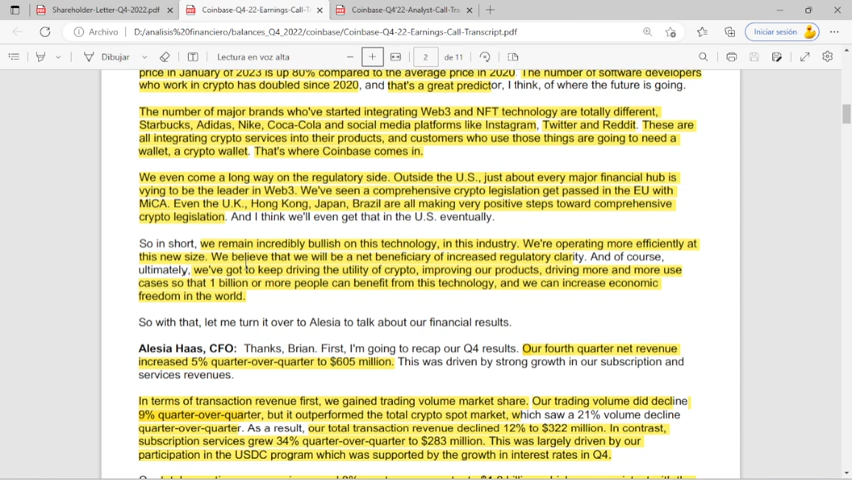 Shareholder-Letter-Q4-2022.pdf
Coinbase-Q4-22-Earnings-Call-Tr
Coinbase-Q4'22-Analyst-Call-Tra
Archivo
D:/analisis%20financiero/balances_Q4_2022/coinbase/Coinbase-Q4-22-Earnings-Call-Transcript.pdf
Iniciar sesión
Dibujar
Lectura en voz alta
2
de 11
price in January of 2023 is up 80% compared to the average price in 2020. The number of software developers
who work in crypto has doubled since 2020, and that's a great predictor, I think, of where the future is going.
The number of major brands who've started integrating Web3 and NFT technology are totally different,
Starbucks, Adidas, Nike, Coca-Cola and social media platforms like Instagram, Twitter and Reddit. These are
all integrating crypto services into their products, and customers who use those things are going to need a
wallet, a crypto wallet. That's where Coinbase comes in.
We even come a long way on the regulatory side. Outside the U.S., just about every major financial hub is
vying to be the leader in Web3. We've seen a comprehensive crypto legislation get passed in the EU with
MiCA. Even the U.K., Hong Kong, Japan, Brazil are all making very positive steps toward comprehensive
crypto legislation. And I think we'll even get that in the U.S. eventually.
So in short, we remain incredibly bullish on this technology, in this industry. We're operating more efficiently at
this new size. We believe that we will be a net beneficiary of increased regulatory clarity. And of course,
ultimately, we've got to keep driving the utility of crypto, improving our products, driving more and more use
cases so that 1 billion or more people can benefit from this technology, and we can increase economic
freedom in the world.
So with that, let me turn it over to Alesia to talk about our financial results.
Alesia Haas, CFO: Thanks, Brian. First, I'm going to recap our Q4 results. Our fourth quarter net revenue
increased 5% quarter-over-quarter to $605 million. This was driven by strong growth in our subscription and
services revenues.
In terms of transaction revenue first, we gained trading volume market share. Our trading volume did decline
9% quarter-over-quarter, but it outperformed the total crypto spot market, which saw a 21% volume decline
quarter-over-quarter. As a result, our total transaction revenue declined 12% to $322 million. In contrast,
subscription services grew 34% quarter-over-quarter to $283 million. This was largely driven by our
participation in the USDC program which was supported by the growth in interest rates in Q4.